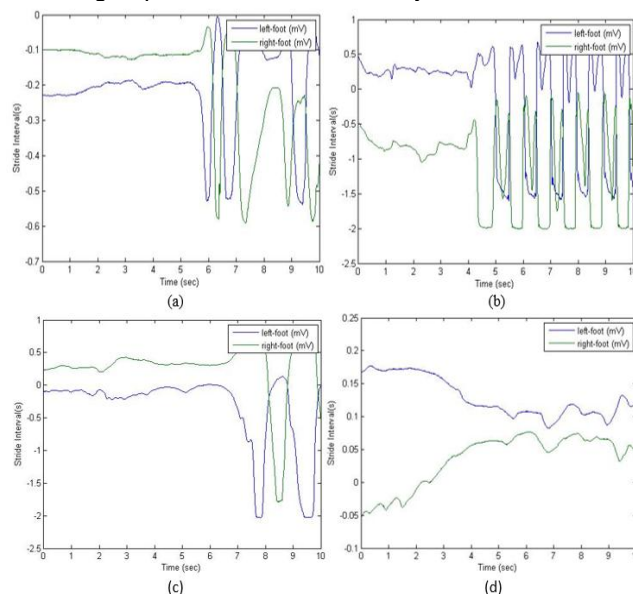 left-foot (mV)
right-foot (mV)
0
-0.1
-0.2
-0.3
-0.4
-0.5
-0.6
-0.7
Stride Interval(s)
0 1 2 3 4 5 6 7 8 9 10
Time (sec)
(a)
left-foot (mV)
right-foot (mV)
1
0.5
0
-0.5
-1
-1.5
-2
-2.5
Stride Interval(s)
0 1 2 3 4 5 6 7 8 9
Time (sec)
(b)
left-foot (mV)
right-foot (mV)
1
0.5
0
-0.5
-1
-1.5
-2
-2.5
Stride Interval(s)
0 1 2 3 4 5 6 7 8 9 10
Time (sec)
(c)
left-foot (mV)
right-foot (mV)
0.25
0.2
0.15
0.1
0.05
0
-0.05
-0.1
Stride Interval(s)
0 1 2 3 4 5 6 7 8 9
Time (sec)
(d)